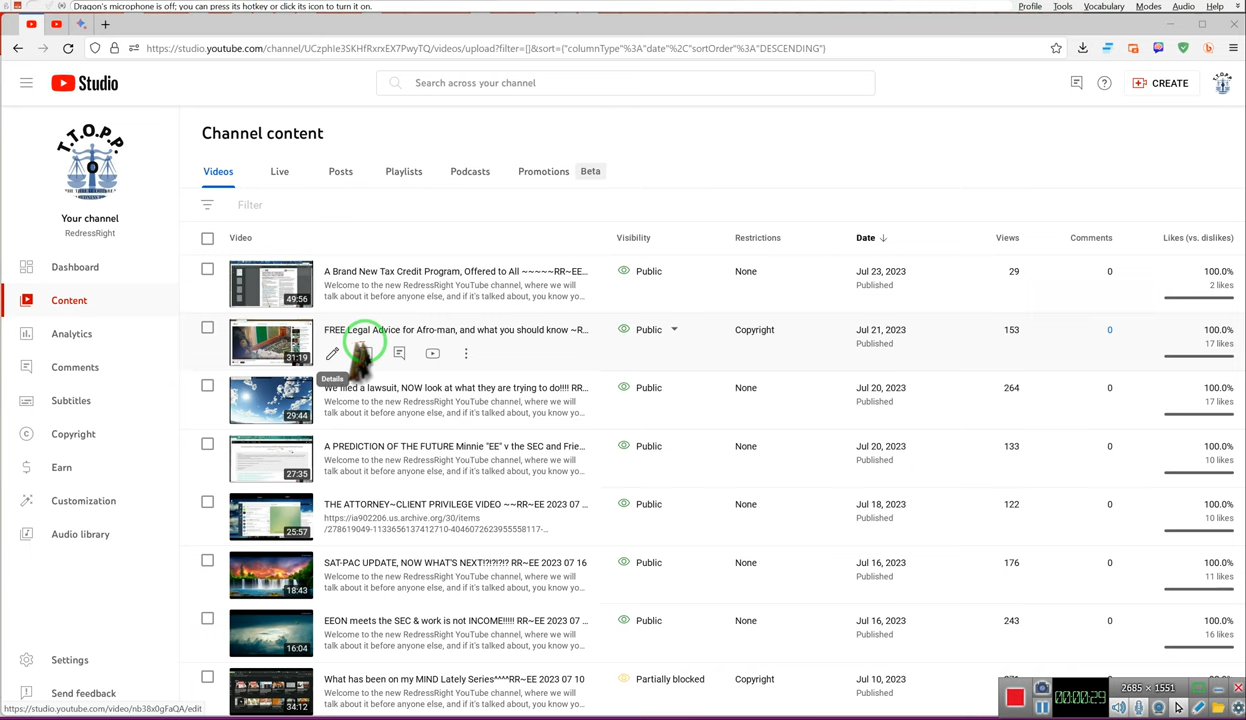 Dragon's microphone is off; you can press its hotkey or click its icon to turn it on.
Profile Tools Vocabulary Modes Audio Help
https://studio.youtube.com/channel/UCzphIe3SKHfRxrxEX7PwyTQ/videos/upload?filter=[]&sort={"columnType"%3A"date"%2C"sortOrder"%3A"DESCENDING"}
Studio
Search across your channel
CREATE
T.T.O.P.P.
Your channel
RedressRight
Dashboard
Content
Analytics
Comments
Subtitles
Copyright
Earn
Customization
Audio library
Settings
Send feedback
Channel content
Videos Live Posts Playlists Podcasts Promotions Beta
Filter
Video Visibility Restrictions Date Views Comments Likes (vs. dislikes)
A Brand New Tax Credit Program, Offered to All ~~~~~RR~EE... Public None Jul 23, 2023 29 0 100.0%
Welcome to the new RedressRight YouTube channel, where we will Published 2 likes
talk about it before anyone else, and if it's talked about, you know yo...
49:56
FREE Legal Advice for Afro-man, and what you should know ~R... Public Copyright Jul 21, 2023 153 0 100.0%
Published 17 likes
31:19
Details
We filed a lawsuit, NOW look at what they are trying to do!!!! RR~EE... Public None Jul 20, 2023 264 0 100.0%
Welcome to the new RedressRight YouTube channel, where we will Published 17 likes
talk about it before anyone else, and if it's talked about, you know yo...
29:44
A PREDICTION OF THE FUTURE Minnie "EE" v the SEC and Frie... Public None Jul 20, 2023 133 0 100.0%
Welcome to the new RedressRight YouTube channel, where we will Published 10 likes
talk about it before anyone else, and if it's talked about, you know yo...
27:35
THE ATTORNEY~CLIENT PRIVILEGE VIDEO ~~RR~EE 2023 07 ... Public None Jul 18, 2023 122 0 100.0%
https://ia902206.us.archive.org/30/items Published 10 likes
/278619049-1133656137412710-4046072623955558117-...
25:57
SAT-PAC UPDATE, NOW WHAT'S NEXT!?!?!?!? RR~EE 2023 07 16 Public None Jul 16, 2023 176 0 100.0%
Welcome to the new RedressRight YouTube channel, where we will Published 11 likes
talk about it before anyone else, and if it's talked about, you know yo...
18:43
EEON meets the SEC & work is not INCOME!!!!! RR~EE 2023 07 ... Public None Jul 16, 2023 243 0 100.0%
Welcome to the new RedressRight YouTube channel, where we will Published 16 likes
talk about it before anyone else, and if it's talked about, you know yo...
16:04
What has been on my MIND Lately Series^^^^RR~EE 2023 07 10 Partially blocked Copyright Jul 10, 2023
Welcome to the new RedressRight YouTube channel, where we will Published
talk about it before anyone else, and if it's talked about, you know yo...
34:12
https://studio.youtube.com/video/nb38x0gFaQA/edit
00:00:29
2685 × 1551